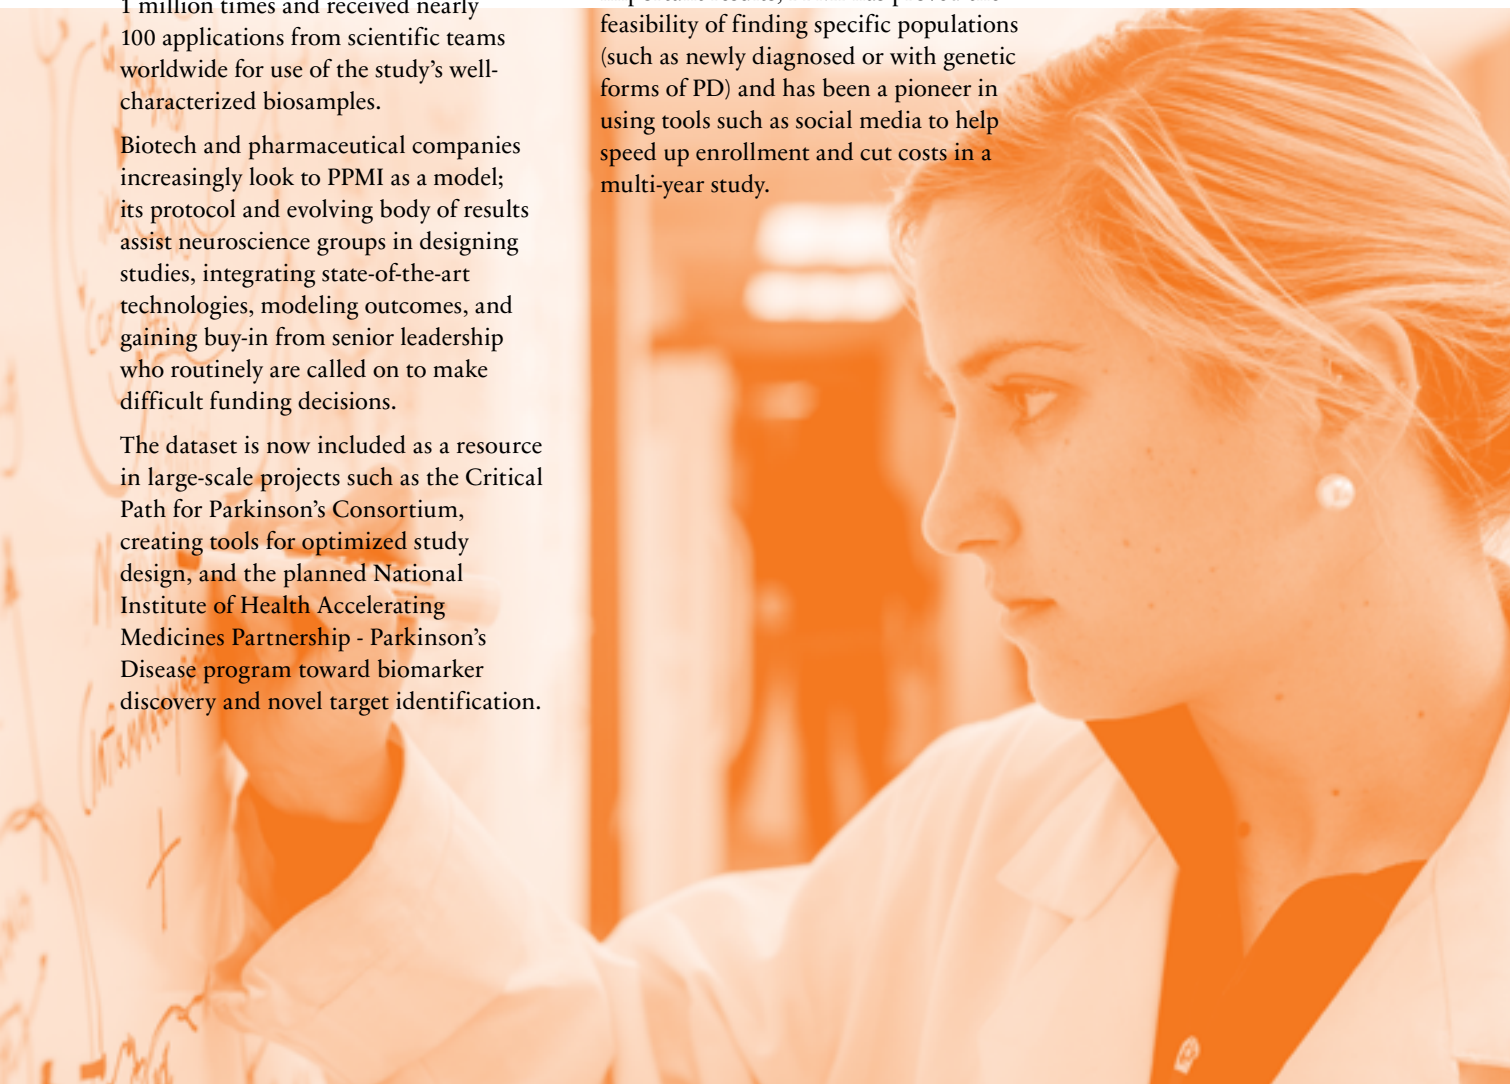 1 million times and received nearly
100 applications from scientific teams
worldwide for use of the study’s well-
characterized biosamples.
Biotech and pharmaceutical companies
increasingly look to PPMI as a model;
its protocol and evolving body of results
assist neuroscience groups in designing
studies, integrating state-of-the-art
technologies, modeling outcomes, and
gaining buy-in from senior leadership
who routinely are called on to make
difficult funding decisions.
The dataset is now included as a resource
in large-scale projects such as the Critical
Path for Parkinson’s Consortium,
creating tools for optimized study
design, and the planned National
Institute of Health Accelerating
Medicines Partnership - Parkinson’s
Disease program toward biomarker
discovery and novel target identification.
feasibility of finding specific populations
(such as newly diagnosed or with genetic
forms of PD) and has been a pioneer in
using tools such as social media to help
speed up enrollment and cut costs in a
multi-year study.